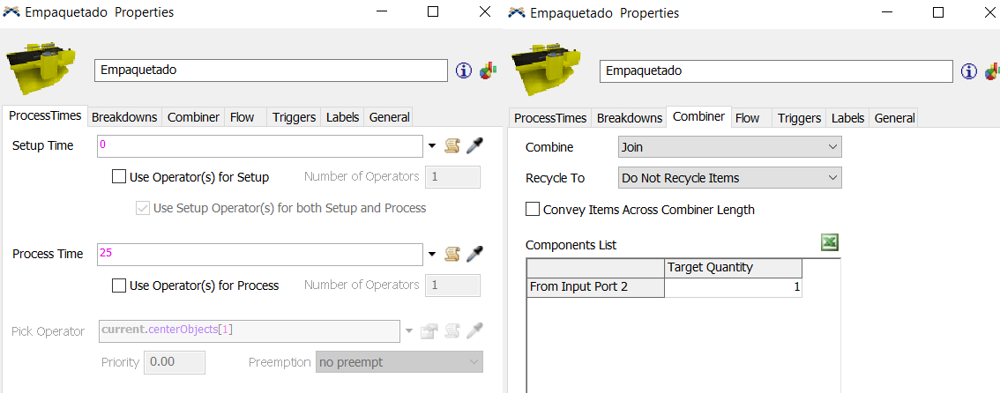 Empaquetado Properties
Empaquetado
ProcessTimes Breakdowns Combiner Flow Triggers Labels General
Setup Time 0
Use Operator(s) for Setup Number of Operators 1
Use Setup Operator(s) for both Setup and Process
Process Time 25
Use Operator(s) for Process Number of Operators 1
Pick Operator current.centerObjects[1]
Priority 0.00 Preemption no preempt
Empaquetado Properties
Empaquetado
ProcessTimes Breakdowns Combiner Flow Triggers Labels General
Combine Join
Recycle To Do Not Recycle Items
Convey Items Across Combiner Length
Components List
Target Quantity
From Input Port 2 1